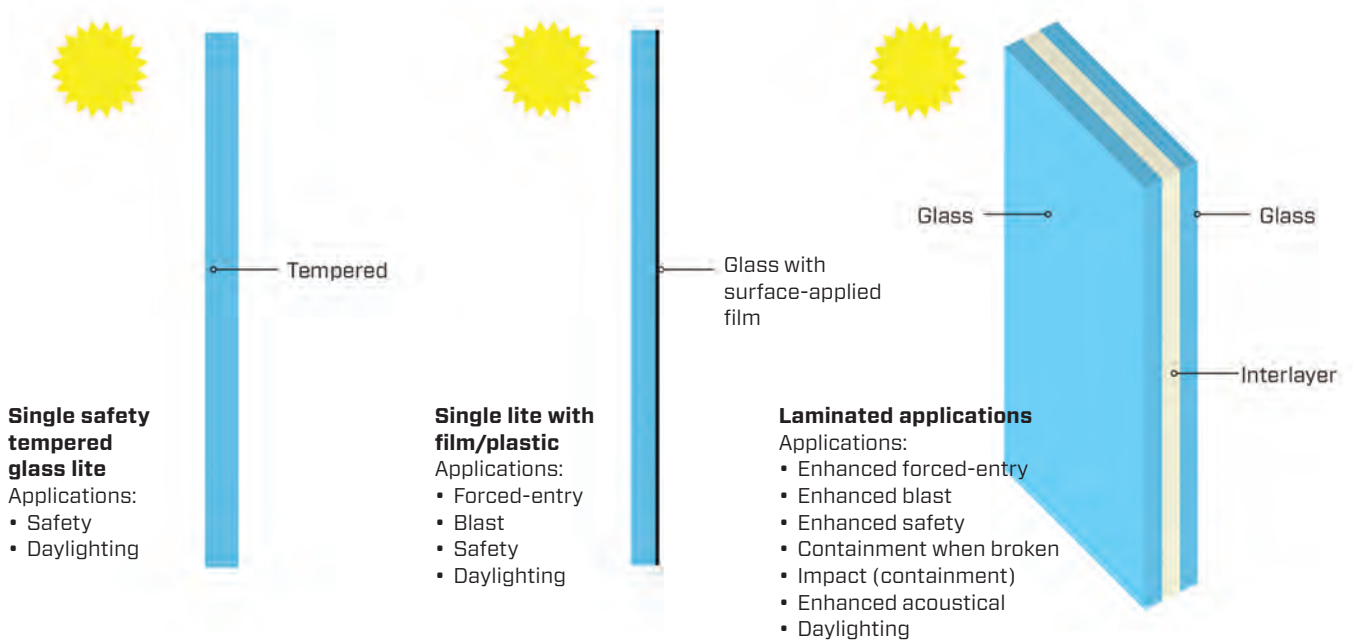 Tempered
Single safety
tempered
glass lite
Applications:
• Safety
• Daylighting
Glass with
surface-applied
film
Single lite with
film/plastic
Applications:
• Forced-entry
• Blast
• Safety
• Daylighting
Glass
Glass
Interlayer
Laminated applications
Applications:
• Enhanced forced-entry
• Enhanced blast
• Enhanced safety
• Containment when broken
• Impact (containment)
• Enhanced acoustical
• Daylighting